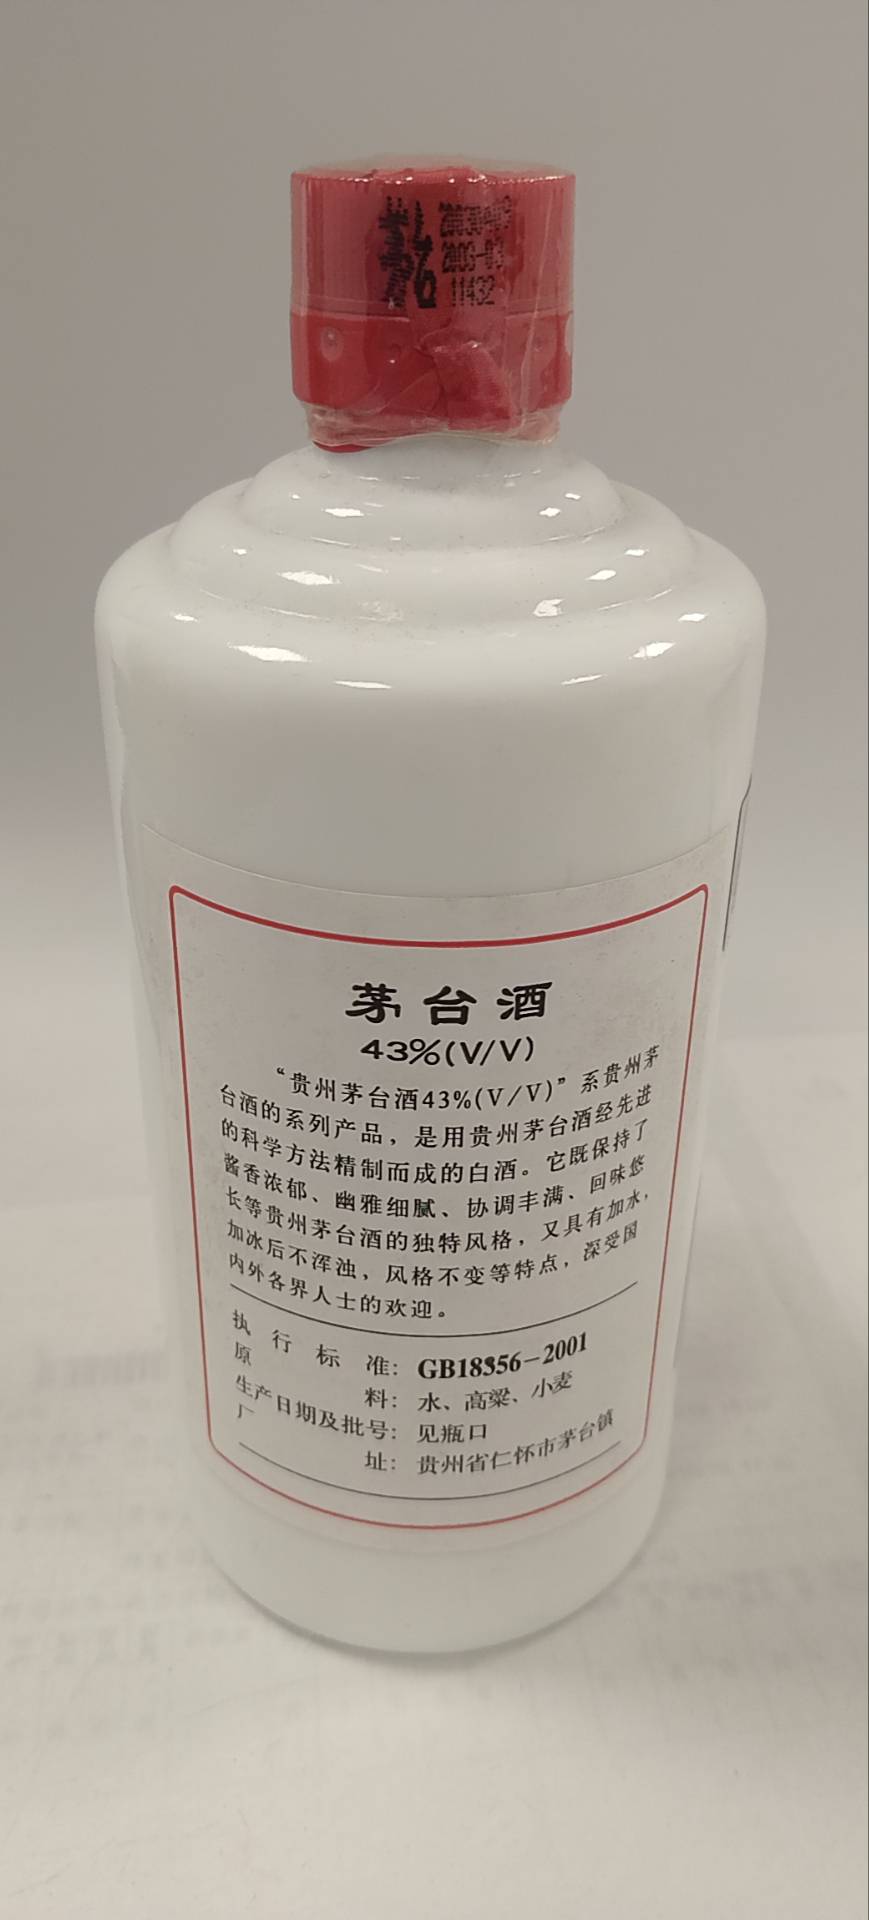 茅台
2003-03
11432
茅台酒
43%(V/V)
“贵州茅台酒43%(V/V)”系贵州茅
台酒的系列产品，是用贵州茅台酒经先进
的科学方法精制而成的白酒。它既保持了
酱香浓郁、幽雅细腻、协调丰满、回味悠
长等贵州茅台酒的独特风格，又具有加水，
加冰后不浑浊，风格不变等特点，深受国
内外各界人士的欢迎。
执行标准：GB18356-2001
原料：水、高粱、小麦
生产日期及批号：见瓶口
厂址：贵州省仁怀市茅台镇